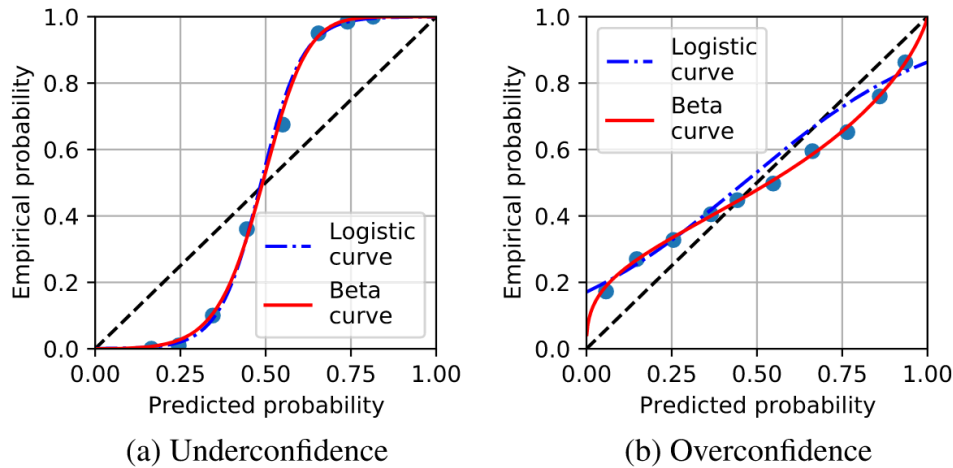 1.0
0.8
0.6
0.4
0.2
0.0
Empirical probability
0.00 0.25 0.50 0.75 1.00
Predicted probability
Logistic
curve
Beta
curve
(a) Underconfidence
1.0
0.8
0.6
0.4
0.2
0.0
Empirical probability
0.00 0.25 0.50 0.75 1.00
Predicted probability
Logistic
curve
Beta
curve
(b) Overconfidence